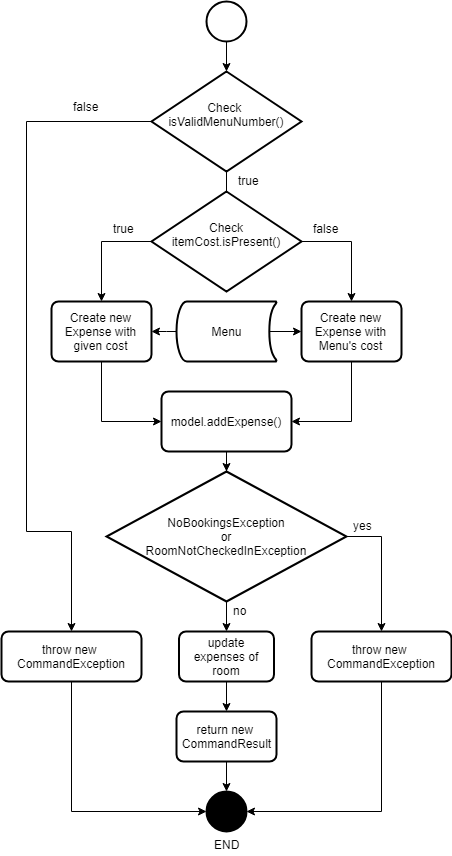 Check
isValidMenuNumber()
false
true
Check
itemCost.isPresent()
true
false
Create new
Expense with
given cost
Menu
Create new
Expense with
Menu's cost
model.addExpense()
NoBookingsException
or
RoomNotCheckedInException
yes
no
throw new
CommandException
update
expenses of
room
throw new
CommandException
return new
CommandResult
END